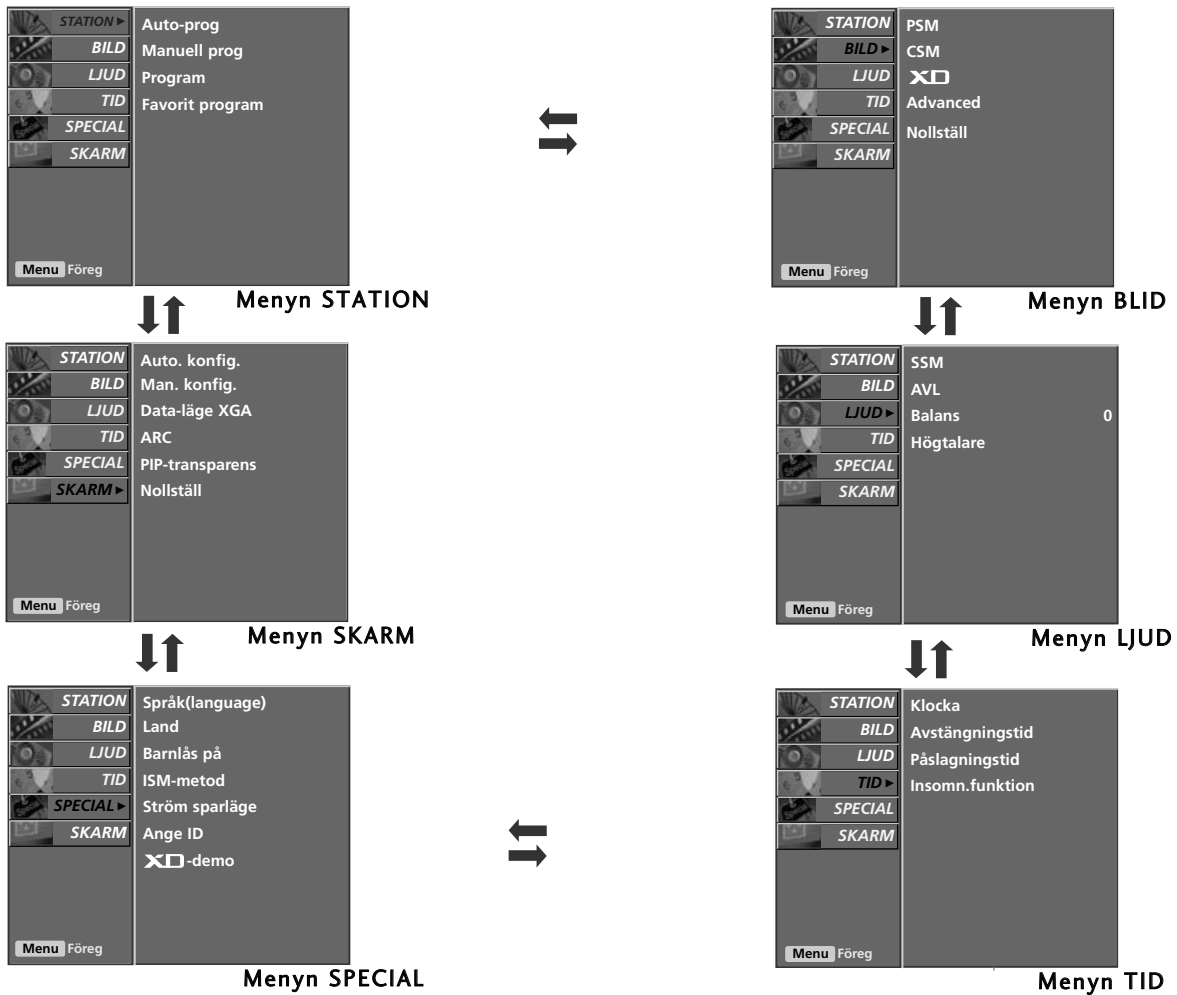 STATION
BILD
LJUD
TID
SPECIAL
SKARM
Auto-prog
Manuell prog
Program
Favorit program
Menu Föreg
Menyn STATION
STATION
BILD
LJUD
TID
SPECIAL
SKARM
PSM
CSM
XD
Advanced
Nollställ
Menu Föreg
Menyn BLID
STATION
BILD
LJUD
TID
SPECIAL
SKARM
Auto. konfig.
Man. konfig.
Data-läge XGA
ARC
PIP-transparens
Nollställ
Menu Föreg
Menyn SKARM
STATION
BILD
LJUD
TID
SPECIAL
SKARM
SSM
AVL
Balans 0
Högtalare
Menu Föreg
Menyn LJUD
STATION
BILD
LJUD
TID
SPECIAL
SKARM
Språk(language)
Land
Barnlås på
ISM-metod
Ström sparläge
Ange ID
XD-demo
Menu Föreg
Menyn SPECIAL
STATION
BILD
LJUD
TID
SPECIAL
SKARM
Klocka
Avstängningstid
Påslagningstid
Insomn.funktion
Menu Föreg
Menyn TID